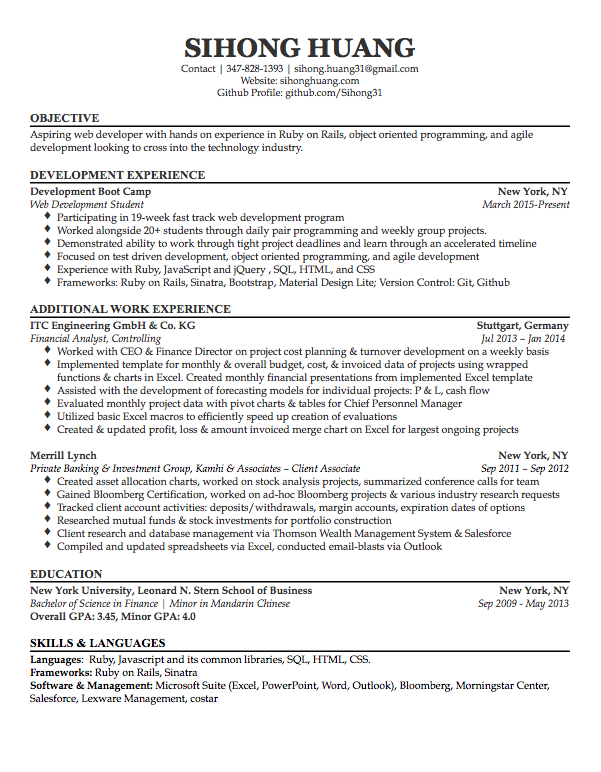 SIHONG HUANG
Contact | 347-828-1393 | sihong.huang31@gmail.com
Website: sihonghuang.com
Github Profile: github.com/Sihong31
OBJECTIVE
Aspiring web developer with hands on experience in Ruby on Rails, object oriented programming, and agile
development looking to cross into the technology industry.
DEVELOPMENT EXPERIENCE
Development Boot Camp New York, NY
Web Development Student March 2015-Present
♦ Participating in 19-week fast track web development program
♦ Worked alongside 20+ students through daily pair programming and weekly group projects.
♦ Demonstrated ability to work through tight project deadlines and learn through an accelerated timeline
♦ Focused on test driven development, object oriented programming, and agile development
♦ Experience with Ruby, JavaScript and jQuery , SQL, HTML, and CSS
♦ Frameworks: Ruby on Rails, Sinatra, Bootstrap, Material Design Lite; Version Control: Git, Github
ADDITIONAL WORK EXPERIENCE
ITC Engineering GmbH & Co. KG Stuttgart, Germany
Financial Analyst, Controlling Jul 2013 – Jan 2014
♦ Worked with CEO & Finance Director on project cost planning & turnover development on a weekly basis
♦ Implemented template for monthly & overall budget, cost, & invoiced data of projects using wrapped
functions & charts in Excel. Created monthly financial presentations from implemented Excel template
♦ Assisted with the development of forecasting models for individual projects: P & L, cash flow
♦ Evaluated monthly project data with pivot charts & tables for Chief Personnel Manager
♦ Utilized basic Excel macros to efficiently speed up creation of evaluations
♦ Created & updated profit, loss & amount invoiced merge chart on Excel for largest ongoing projects
Merrill Lynch New York, NY
Private Banking & Investment Group, Kamhi & Associates – Client Associate Sep 2011 – Sep 2012
♦ Created asset allocation charts, worked on stock analysis projects, summarized conference calls for team
♦ Gained Bloomberg Certification, worked on ad-hoc Bloomberg projects & various industry research requests
♦ Tracked client account activities: deposits/withdrawals, margin accounts, expiration dates of options
♦ Researched mutual funds & stock investments for portfolio construction
♦ Client research and database management via Thomson Wealth Management System & Salesforce
♦ Compiled and updated spreadsheets via Excel, conducted email-blasts via Outlook
EDUCATION
New York University, Leonard N. Stern School of Business New York, NY
Bachelor of Science in Finance | Minor in Mandarin Chinese Sep 2009 - May 2013
Overall GPA: 3.45, Minor GPA: 4.0
SKILLS & LANGUAGES
Languages: Ruby, Javascript and its common libraries, SQL, HTML, CSS.
Frameworks: Ruby on Rails, Sinatra
Software & Management: Microsoft Suite (Excel, PowerPoint, Word, Outlook), Bloomberg, Morningstar Center,
Salesforce, Lexware Management, costar